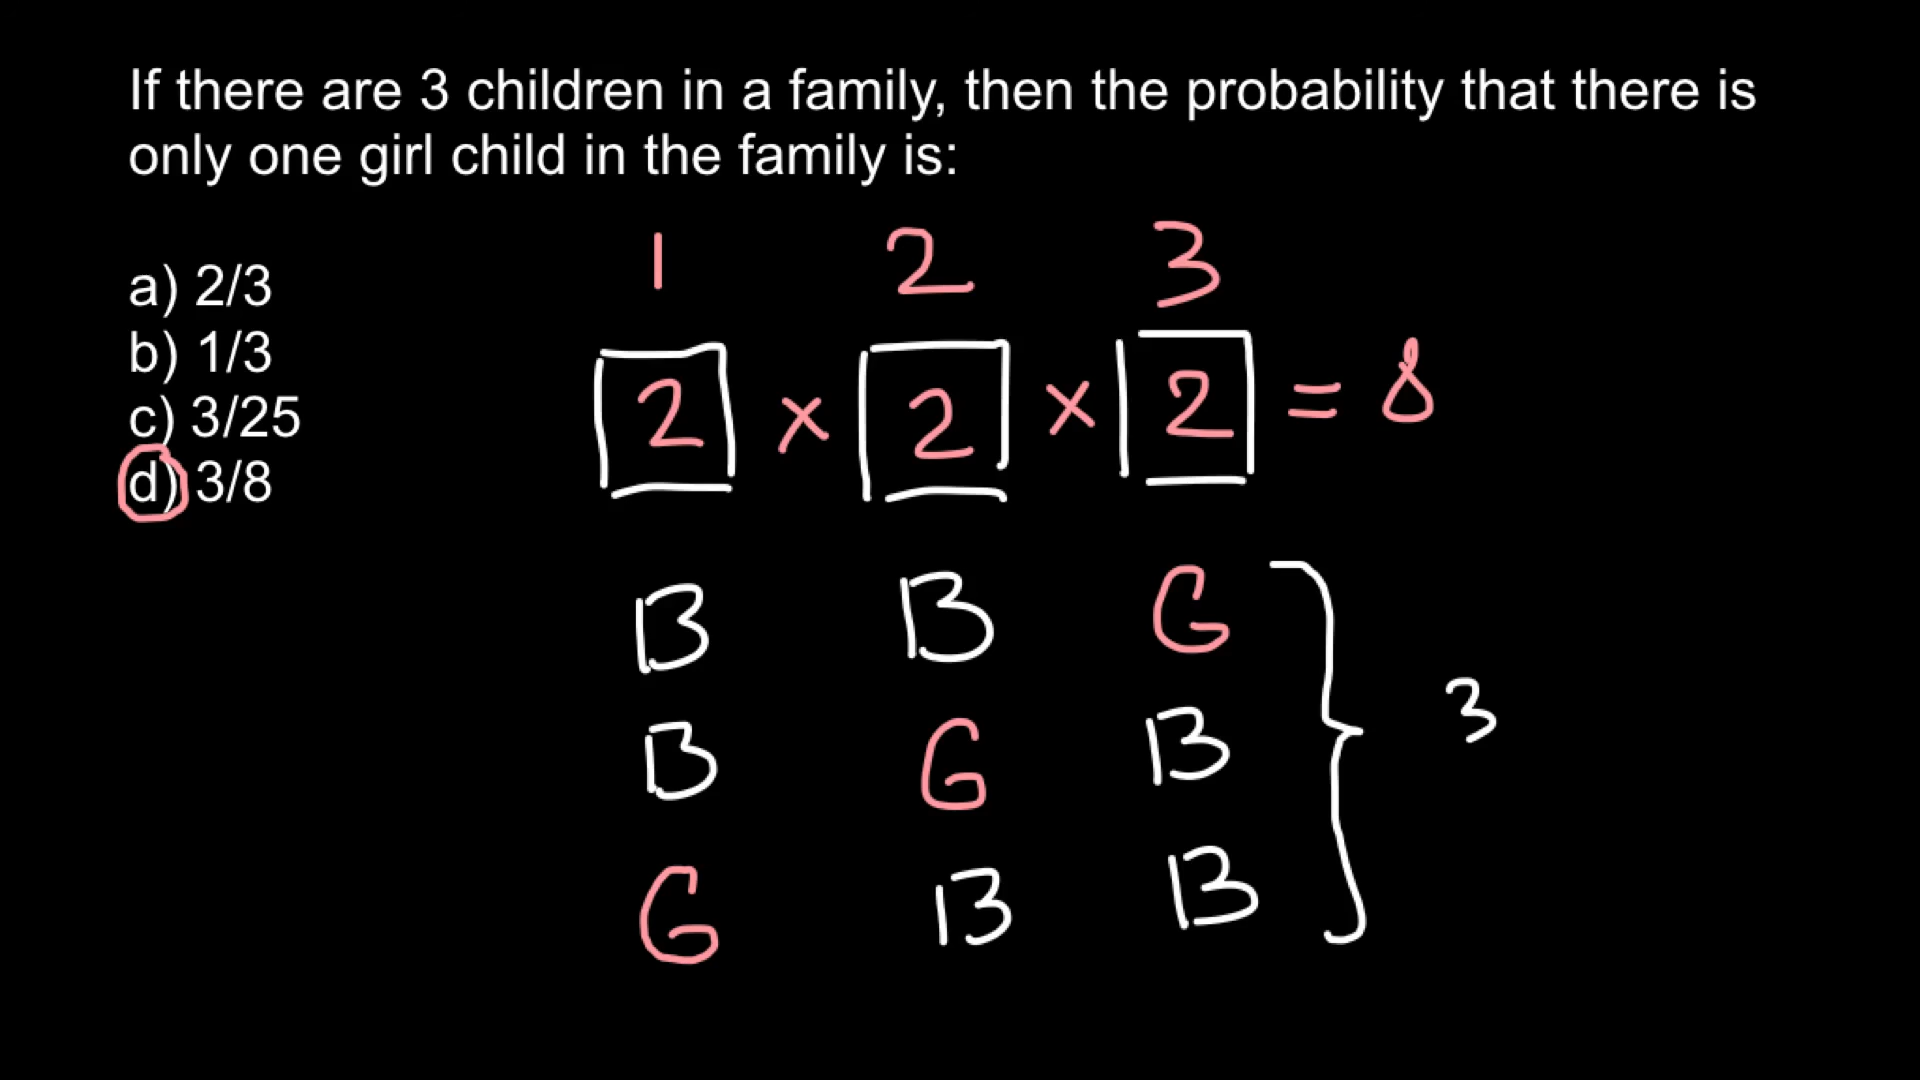 If there are 3 children in a family, then the probability that there is
only one girl child in the family is:
a) 2/3
b) 1/3
c) 3/25
d) 3/8
1 2 3
2 × 2 × 2 = 8
B B G
B G B
G B B
3